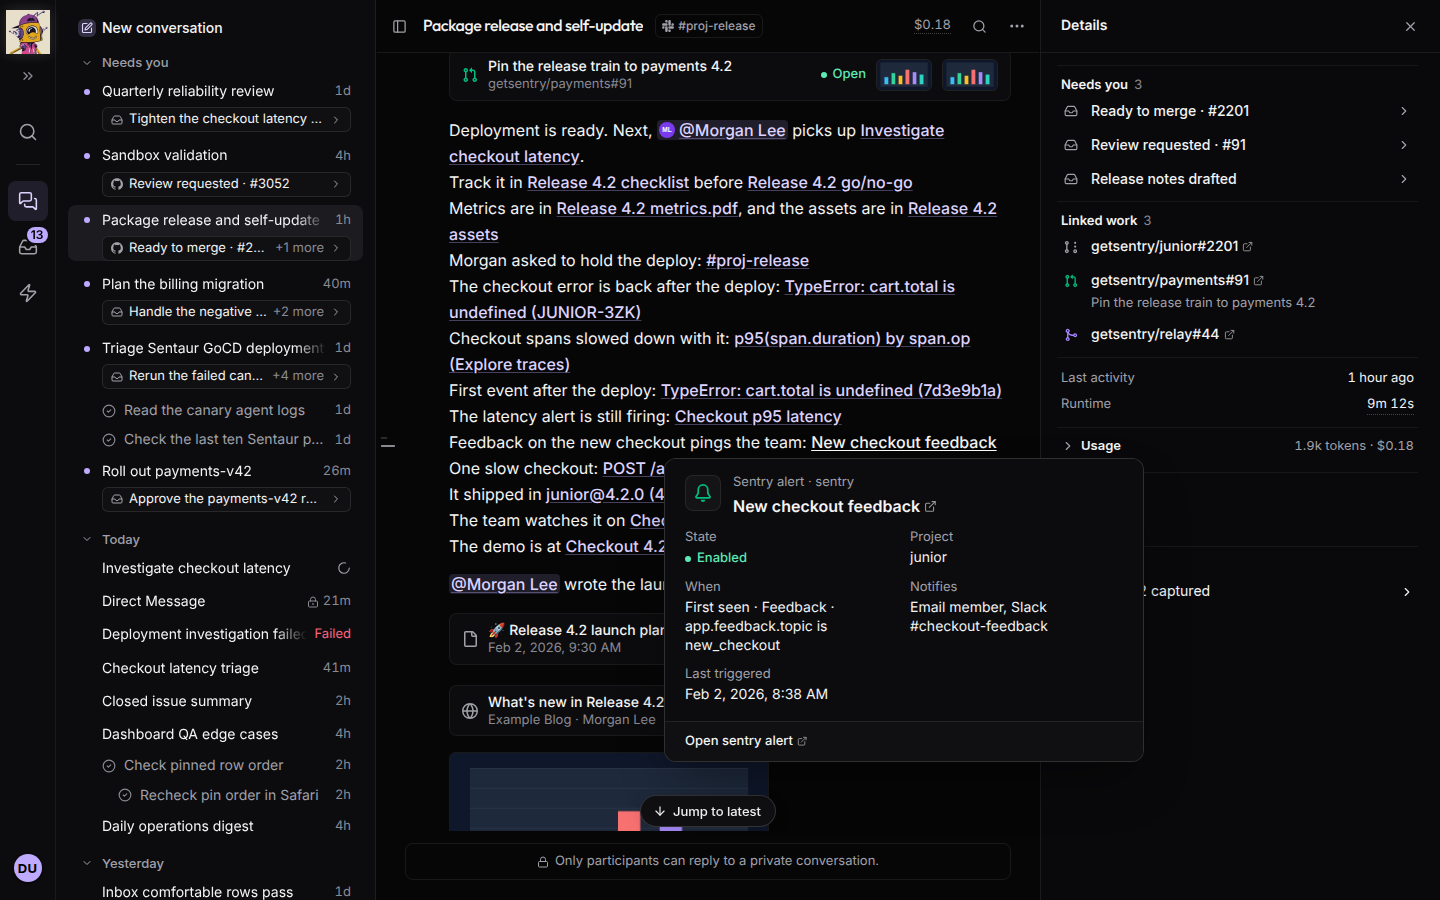 New conversation
Needs you
Quarterly reliability review 1d
Tighten the checkout latency ...
Sandbox validation 4h
Review requested · #3052
Package release and self-update 1h
Ready to merge · #2... +1 more
Plan the billing migration 40m
Handle the negative ... +2 more
Triage Sentaur GoCD deployment 1d
Rerun the failed can... +4 more
Read the canary agent logs 1d
Check the last ten Sentaur p... 1d
Roll out payments-v42 26m
Approve the payments-v42 r...
Today
Investigate checkout latency
Direct Message 21m
Deployment investigation failed Failed
Checkout latency triage 41m
Closed issue summary 2h
Dashboard QA edge cases 4h
Check pinned row order 2h
Recheck pin order in Safari 2h
Daily operations digest 4h
Yesterday
Inbox comfortable rows pass 1d
13
DU
Package release and self-update #proj-release $0.18
Pin the release train to payments 4.2
getsentry/payments#91
Open
Deployment is ready. Next, ML @Morgan Lee picks up Investigate
checkout latency.
Track it in Release 4.2 checklist before Release 4.2 go/no-go
Metrics are in Release 4.2 metrics.pdf, and the assets are in Release 4.2
assets
Morgan asked to hold the deploy: #proj-release
The checkout error is back after the deploy: TypeError: cart.total is
undefined (JUNIOR-3ZK)
Checkout spans slowed down with it: p95(span.duration) by span.op
(Explore traces)
First event after the deploy: TypeError: cart.total is undefined (7d3e9b1a)
The latency alert is still firing: Checkout p95 latency
Feedback on the new checkout pings the team: New checkout feedback
One slow checkout: POST /a
It shipped in junior@4.2.0 (4
The team watches it on Chec
The demo is at Checkout 4.2
@Morgan Lee wrote the laun
🚀 Release 4.2 launch plan
Feb 2, 2026, 9:30 AM
What's new in Release 4.2
Example Blog · Morgan Lee
Jump to latest
Only participants can reply to a private conversation.
Sentry alert · sentry
New checkout feedback
State
Enabled
Project
junior
When
First seen · Feedback ·
app.feedback.topic is
new_checkout
Notifies
Email member, Slack
#checkout-feedback
Last triggered
Feb 2, 2026, 8:38 AM
Open sentry alert
Details
Needs you 3
Ready to merge · #2201
Review requested · #91
Release notes drafted
Linked work 3
getsentry/junior#2201
getsentry/payments#91
Pin the release train to payments 4.2
getsentry/relay#44
Last activity 1 hour ago
Runtime 9m 12s
Usage 1.9k tokens · $0.18
2 captured